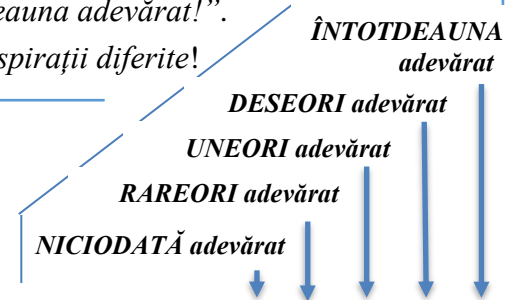 eauna adevărat!”.
spirații diferite!
ÎNTOTDEAUNA
adevărat
DESEORI adevărat
UNEORI adevărat
RAREORI adevărat
NICIODATĂ adevărat